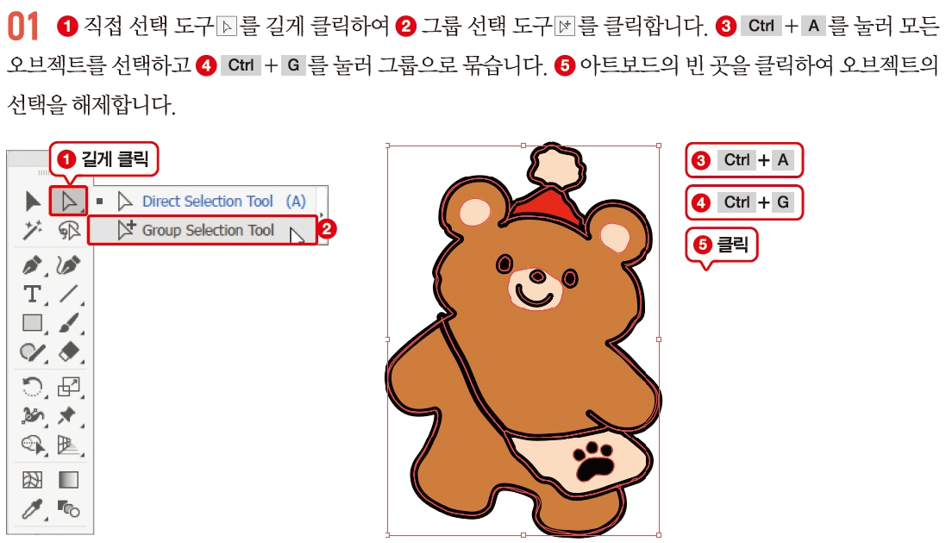 01 ❶ 직접 선택 도구를 길게 클릭하여 ❷ 그룹 선택 도구를 클릭합니다. ❸ Ctrl + A 를 눌러 모든
오브젝트를 선택하고 ❹ Ctrl + G 를 눌러 그룹으로 묶습니다. ❺ 아트보드의 빈 곳을 클릭하여 오브젝트의
선택을 해제합니다.
❶ 길게 클릭
Direct Selection Tool (A)
Group Selection Tool ❷
❸ Ctrl + A
❹ Ctrl + G
❺ 클릭